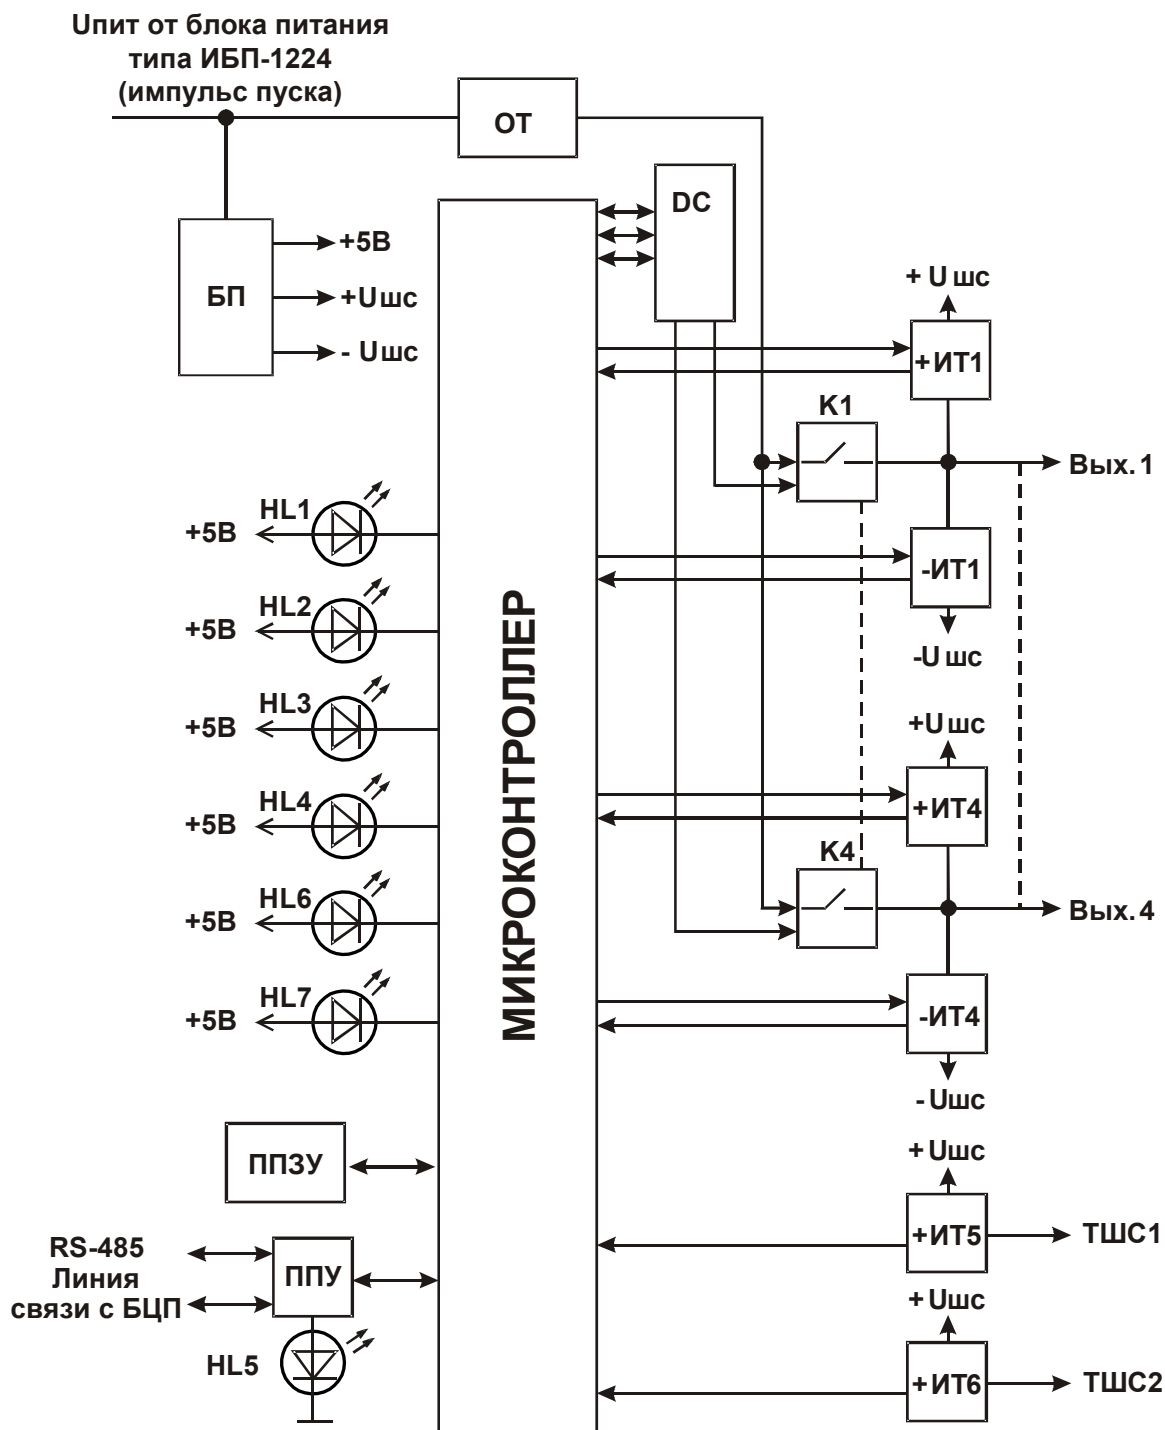 Uпит от блока питания
типа ИБП-1224
(импульс пуска)
ОТ
DC
БП
+5В
+Uшс
- Uшс
+ U шс
+ИТ1
К1
Вых.1
-ИТ1
-U шс
HL1
+5В
HL2
+5В
HL3
+5В
HL4
+5В
HL6
+5В
HL7
+5В
МИКРОКОНТРОЛЛЕР
+Uшс
+ИТ4
К4
Вых.4
-ИТ4
- Uшс
ППЗУ
+ Uшс
+ИТ5
ТШС1
RS-485
Линия
связи с БЦП
ППУ
HL5
+ Uшс
+ИТ6
ТШС2